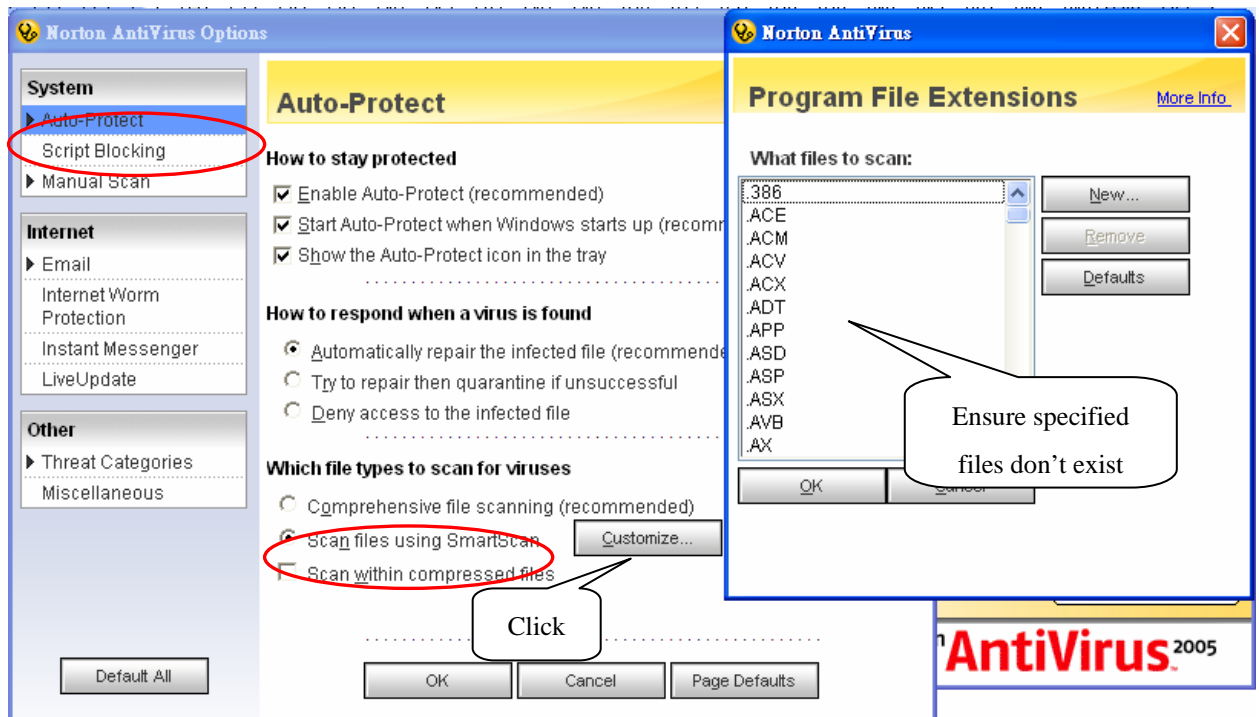 Norton AntiVirus Options
System
Auto-Protect
Script Blocking
Manual Scan
Internet
Email
Internet Worm
Protection
Instant Messenger
LiveUpdate
Other
Threat Categories
Miscellaneous
Default All
Auto-Protect
How to stay protected
Enable Auto-Protect (recommended)
Start Auto-Protect when Windows starts up (recomm
Show the Auto-Protect icon in the tray
How to respond when a virus is found
Automatically repair the infected file (recommende
Try to repair then quarantine if unsuccessful
Deny access to the infected file
Which file types to scan for viruses
Comprehensive file scanning (recommended)
Scan files using SmartScan
Customize...
Scan within compressed files
Click
OK
Cancel
Page Defaults
Norton AntiVirus
Program File Extensions
More Info
What files to scan:
.386
.ACE
.ACM
.ACV
.ACX
.ADT
.APP
.ASD
.ASP
.ASX
.AVB
.AX
New...
Remove
Defaults
Ensure specified
files don't exist
OK
Cancel
AntiVirus 2005